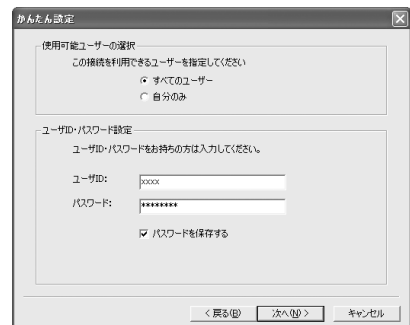 かんたん設定
使用可能ユーザーの選択
この接続を利用できるユーザーを指定してください
すべてのユーザー
自分のみ
ユーザID・パスワード設定
ユーザID・パスワードをお持ちの方は入力してください。
ユーザID:
xxxx
パスワード:
********
パスワードを保存する
< 戻る(B)
次へ(N) >
キャンセル